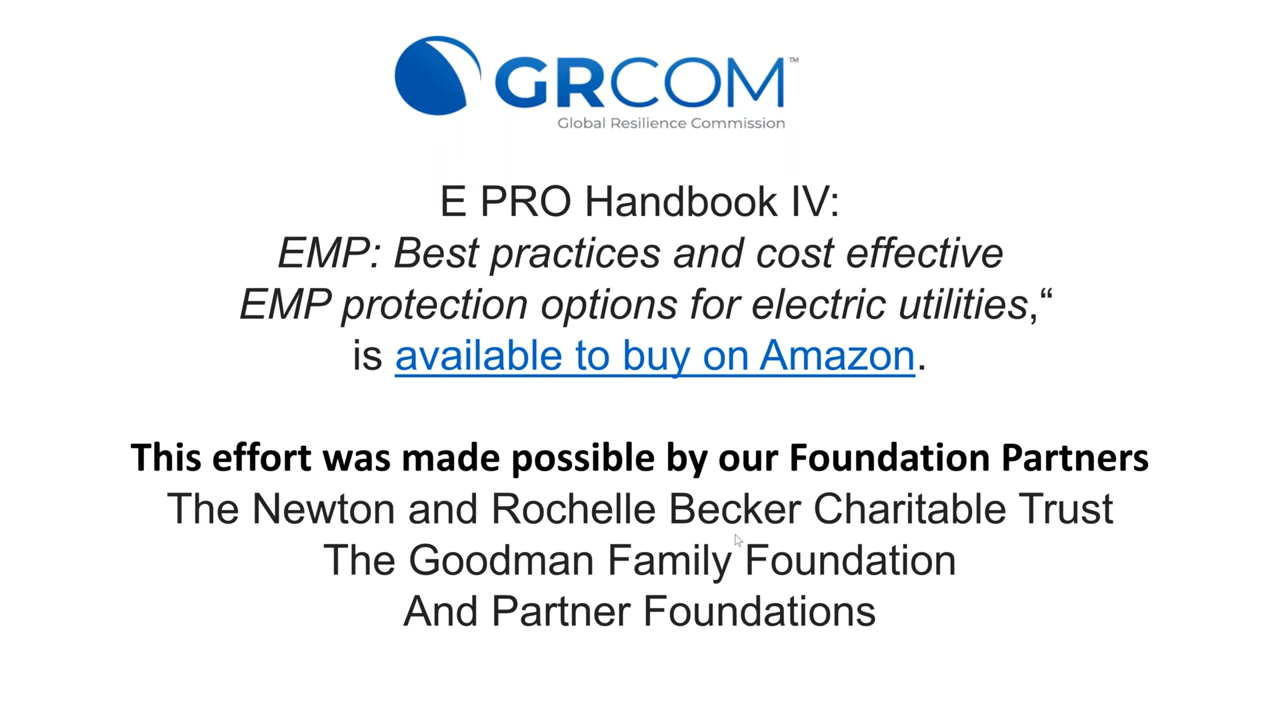 GRCOM™
Global Resilience Commission
E PRO Handbook IV:
EMP: Best practices and cost effective
EMP protection options for electric utilities,“
is available to buy on Amazon.
This effort was made possible by our Foundation Partners
The Newton and Rochelle Becker Charitable Trust
The Goodman Family Foundation
And Partner Foundations